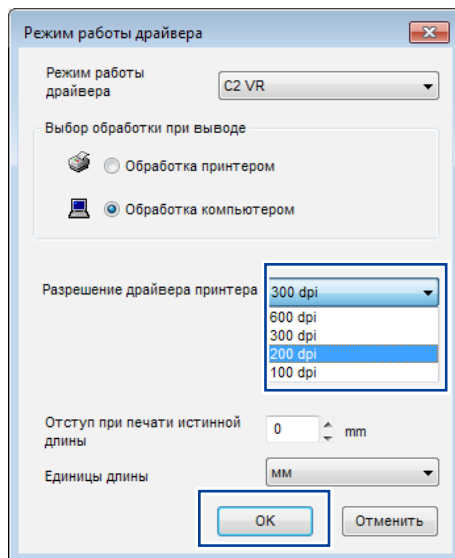 Режим работы драйвера
Режим работы
драйвера
C2 VR
Выбор обработки при выводе
Обработка принтером
Обработка компьютером
Разрешение драйвера принтера
300 dpi
600 dpi
300 dpi
200 dpi
100 dpi
Отступ при печати истинной
длины
0
mm
Единицы длины
мм
OK
Отменить